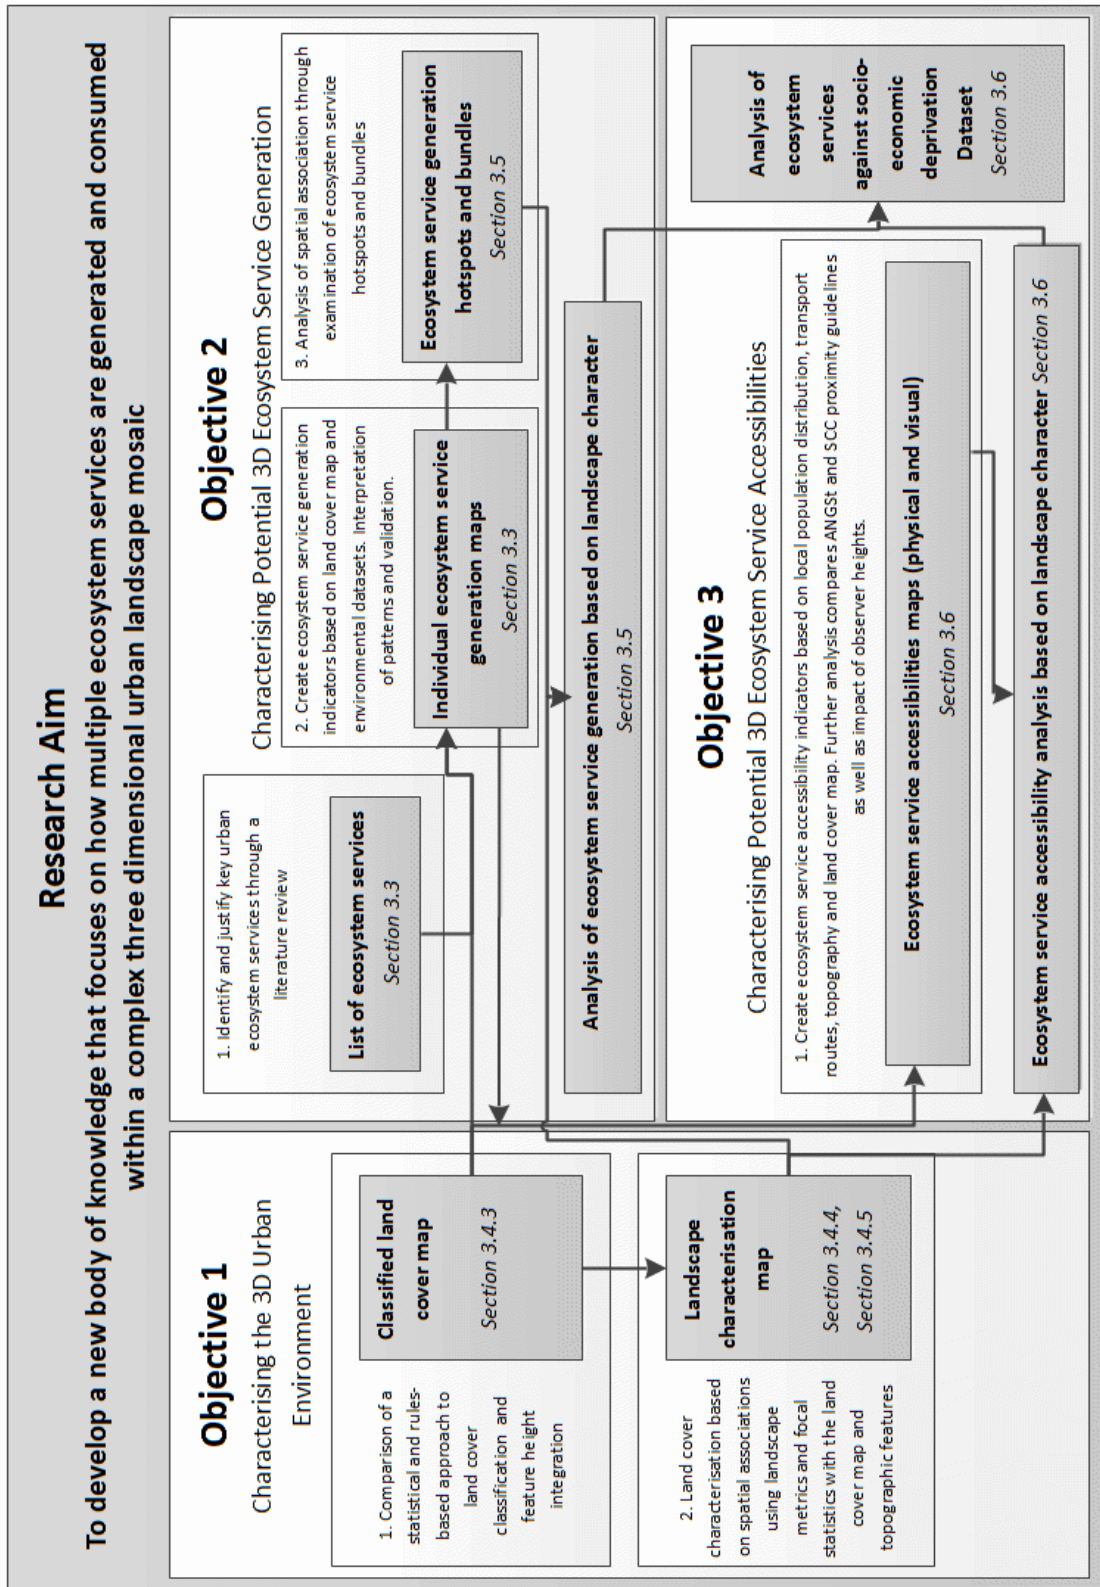 Research Aim
To develop a new body of knowledge that focuses on how multiple ecosystem services are generated and consumed
within a complex three dimensional urban landscape mosaic
Objective 1
Characterising the 3D Urban
Environment
1. Comparison of a
statistical and rules-
based approach to
land cover
classification and
feature height
integration
Classified land
cover map
Section 3.4.3
2. Land cover
characterisation based
on spatial associations
using landscape
metrics and focal
statistics with the land
cover map and
topographic features
Landscape
characterisation
map
Section 3.4.4,
Section 3.4.5
Objective 2
Characterising Potential 3D Ecosystem Service Generation
1. Identify and justify key urban
ecosystem services through a
literature review
List of ecosystem services
Section 3.3
2. Create ecosystem service generation
indicators based on land cover map and
environmental datasets. Interpretation
of patterns and validation.
Individual ecosystem service
generation maps
Section 3.3
3. Analysis of spatial association through
examination of ecosystem service
hotspots and bundles
Ecosystem service generation
hotspots and bundles
Section 3.5
Analysis of ecosystem service generation based on landscape character
Section 3.5
Objective 3
Characterising Potential 3D Ecosystem Service Accessibilities
1. Create ecosystem service accessibility indicators based on local population distribution, transport
routes, topography and land cover map. Further analysis compares ANGSt and SCC proximity guidelines
as well as impact of observer heights.
Ecosystem service accessibilities maps (physical and visual)
Section 3.6
Ecosystem service accessibility analysis based on landscape character Section 3.6
Analysis of
ecosystem
services
against socio-
economic
deprivation
Dataset
Section 3.6